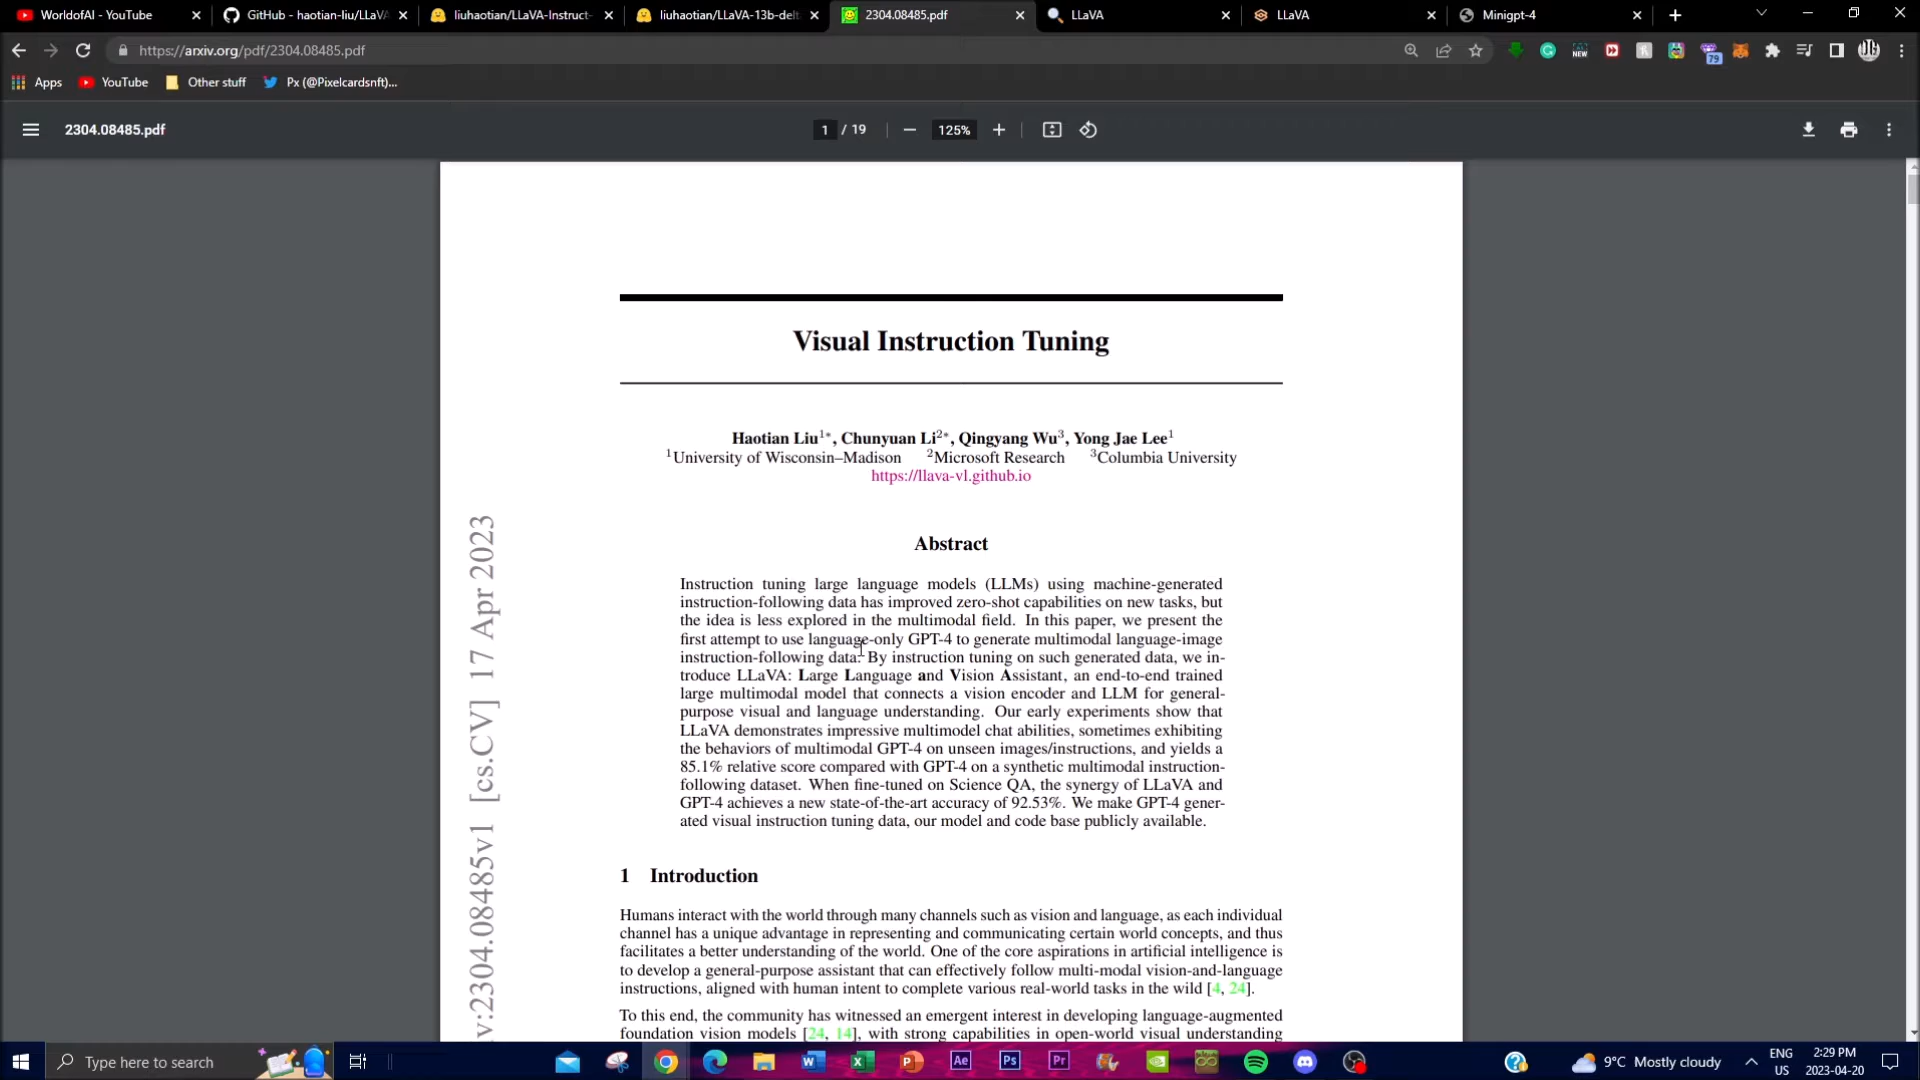 WorldofAI - YouTube
GitHub - haotian-liu/LLaVA
liuhaotian/LLaVA-Instruct-
liuhaotian/LLaVA-13b-delt
2304.08485.pdf
LLaVA
LLaVA
Minigpt-4
https://arxiv.org/pdf/2304.08485.pdf
NEW
79
Apps
YouTube
Other stuff
Px (@Pixelcardsnft)...
2304.08485.pdf
1 / 19
125%
Visual Instruction Tuning
Haotian Liu1*, Chunyuan Li2*, Qingyang Wu3, Yong Jae Lee1
1University of Wisconsin–Madison 2Microsoft Research 3Columbia University
https://llava-vl.github.io
Abstract
Instruction tuning large language models (LLMs) using machine-generated
instruction-following data has improved zero-shot capabilities on new tasks, but
the idea is less explored in the multimodal field. In this paper, we present the
first attempt to use language-only GPT-4 to generate multimodal language-image
instruction-following data. By instruction tuning on such generated data, we in-
troduce LLaVA: Large Language and Vision Assistant, an end-to-end trained
large multimodal model that connects a vision encoder and LLM for general-
purpose visual and language understanding. Our early experiments show that
LLaVA demonstrates impressive multimodel chat abilities, sometimes exhibiting
the behaviors of multimodal GPT-4 on unseen images/instructions, and yields a
85.1% relative score compared with GPT-4 on a synthetic multimodal instruction-
following dataset. When fine-tuned on Science QA, the synergy of LLaVA and
GPT-4 achieves a new state-of-the-art accuracy of 92.53%. We make GPT-4 gener-
ated visual instruction tuning data, our model and code base publicly available.
v:2304.08485v1 [cs.CV] 17 Apr 2023
1 Introduction
Humans interact with the world through many channels such as vision and language, as each individual
channel has a unique advantage in representing and communicating certain world concepts, and thus
facilitates a better understanding of the world. One of the core aspirations in artificial intelligence is
to develop a general-purpose assistant that can effectively follow multi-modal vision-and-language
instructions, aligned with human intent to complete various real-world tasks in the wild [4, 24].
To this end, the community has witnessed an emergent interest in developing language-augmented
foundation vision models [24, 14], with strong capabilities in open-world visual understanding
Type here to search
Ae
Ps
Pr
9°C Mostly cloudy
ENG
US
2:29 PM
2023-04-20